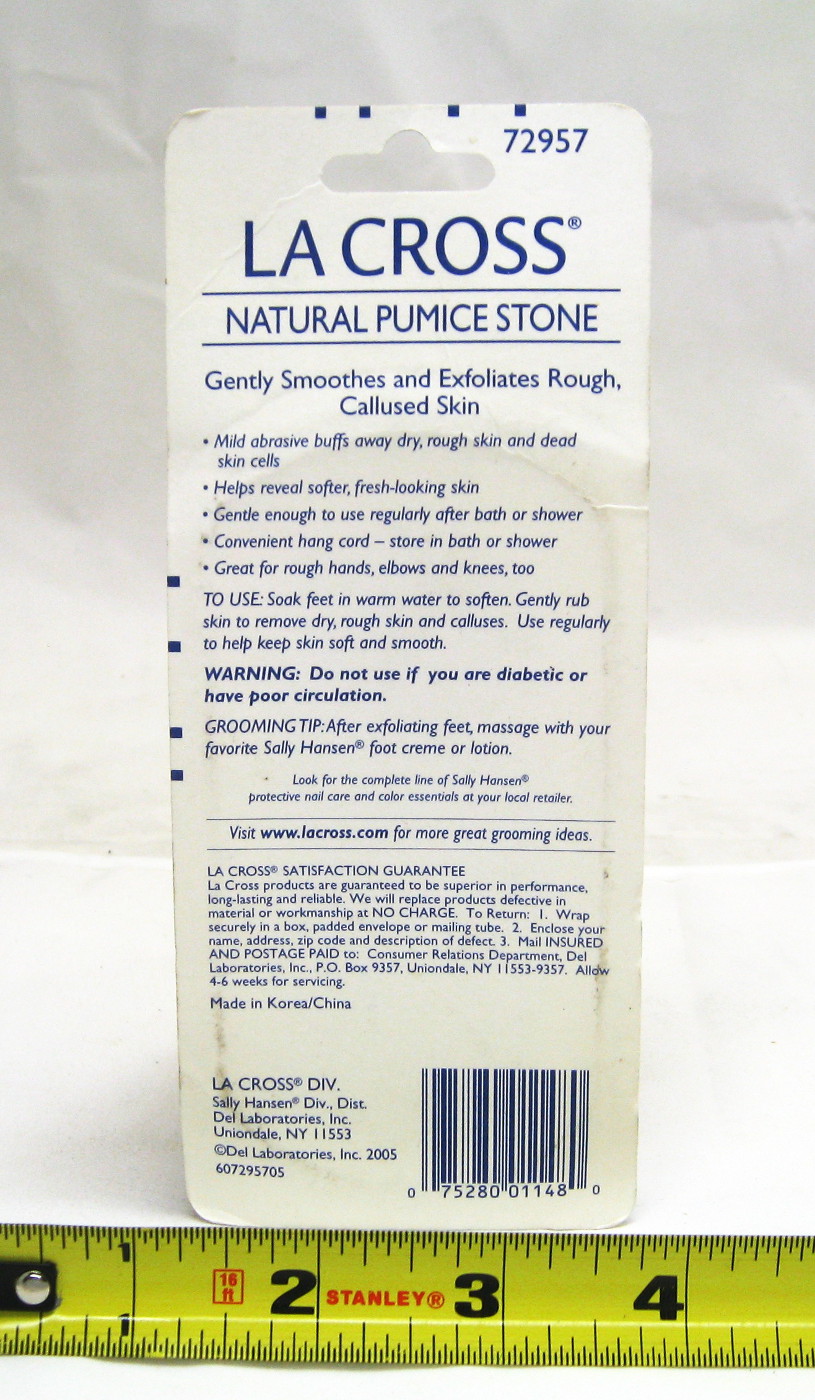 72957
LA CROSS®
NATURAL PUMICE STONE
Gently Smoothes and Exfoliates Rough,
Callused Skin
• Mild abrasive buffs away dry, rough skin and dead
skin cells
• Helps reveal softer, fresh-looking skin
• Gentle enough to use regularly after bath or shower
• Convenient hang cord – store in bath or shower
• Great for rough hands, elbows and knees, too
TO USE: Soak feet in warm water to soften. Gently rub
skin to remove dry, rough skin and calluses. Use regularly
to help keep skin soft and smooth.
WARNING: Do not use if you are diabetic or
have poor circulation.
GROOMING TIP: After exfoliating feet, massage with your
favorite Sally Hansen® foot creme or lotion.
Look for the complete line of Sally Hansen®
protective nail care and color essentials at your local retailer.
Visit www.lacross.com for more great grooming ideas.
LA CROSS® SATISFACTION GUARANTEE
La Cross products are guaranteed to be superior in performance,
long-lasting and reliable. We will replace products defective in
material or workmanship at NO CHARGE. To Return: 1. Wrap
securely in a box, padded envelope or mailing tube. 2. Enclose your
name, address, zip code and description of defect. 3. Mail INSURED
AND POSTAGE PAID to: Consumer Relations Department, Del
Laboratories, Inc., P.O. Box 9357, Uniondale, NY 11553-9357. Allow
4-6 weeks for servicing.
Made in Korea/China
LA CROSS® DIV.
Sally Hansen® Div., Dist.
Del Laboratories, Inc.
Uniondale, NY 11553
©Del Laboratories, Inc. 2005
607295705
0 75280 01148 0
1 16 ft 2 STANLEY® 3 4
1